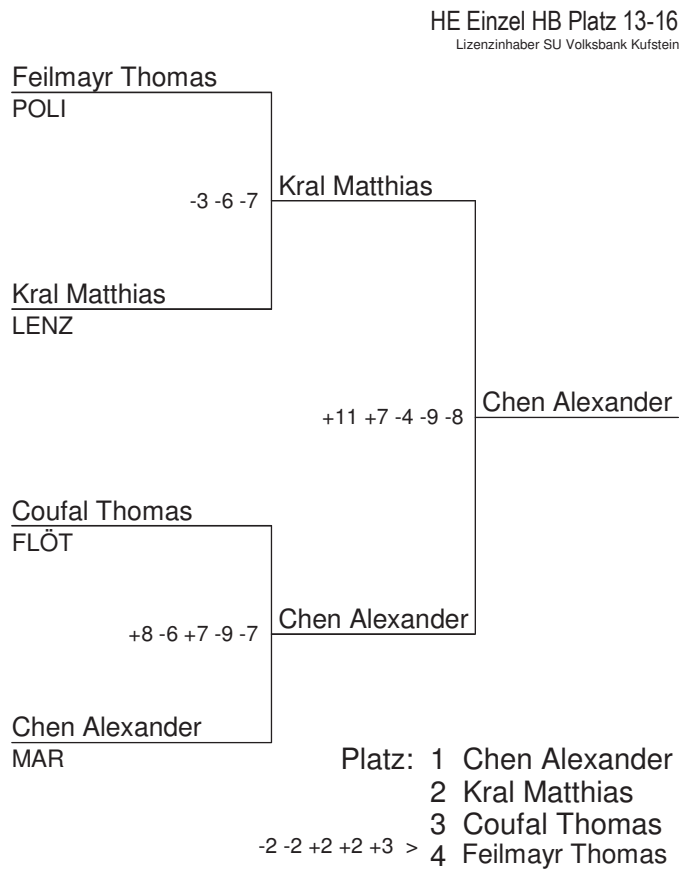 HE Einzel HB Platz 13-16
Lizenzinhaber SU Volksbank Kufstein
Feilmayr Thomas
POLI
-3 -6 -7
Kral Matthias
Kral Matthias
LENZ
+11 +7 -4 -9 -8
Chen Alexander
Coufal Thomas
FLÖT
+8 -6 +7 -9 -7
Chen Alexander
Chen Alexander
MAR
Platz: 1 Chen Alexander
2 Kral Matthias
3 Coufal Thomas
-2 -2 +2 +2 +3 > 4 Feilmayr Thomas